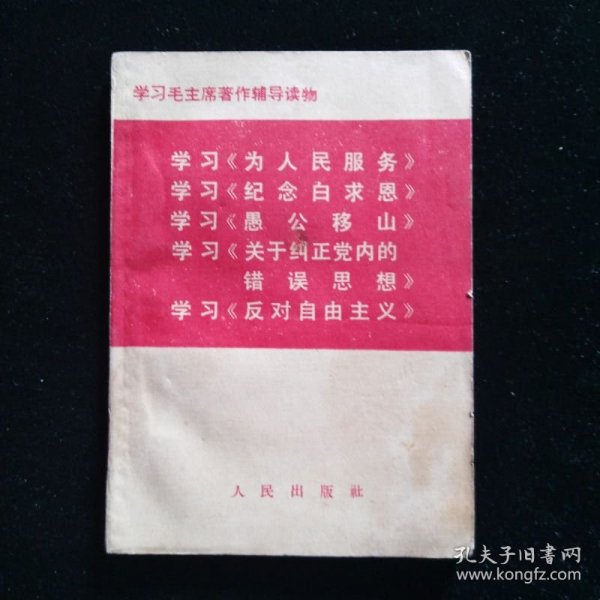 学习毛主席著作辅导读物
学习《为人民服务》
学习《纪念白求恩》
学习《愚公移山》
学习《关于纠正党内的
错误思想》
学习《反对自由主义》
人民出版社
孔夫子旧书网
www.kongfz.com